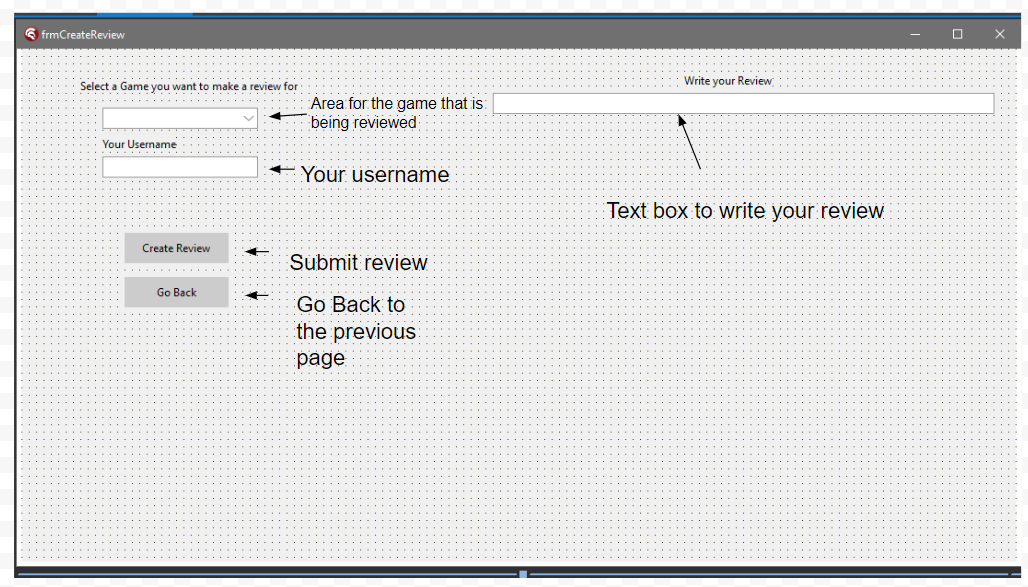 frmCreateReview
Select a Game you want to make a review for
Area for the game that is
being reviewed
Your Username
Your username
Create Review
Submit review
Go Back
Go Back to
the previous
page
Write your Review
Text box to write your review